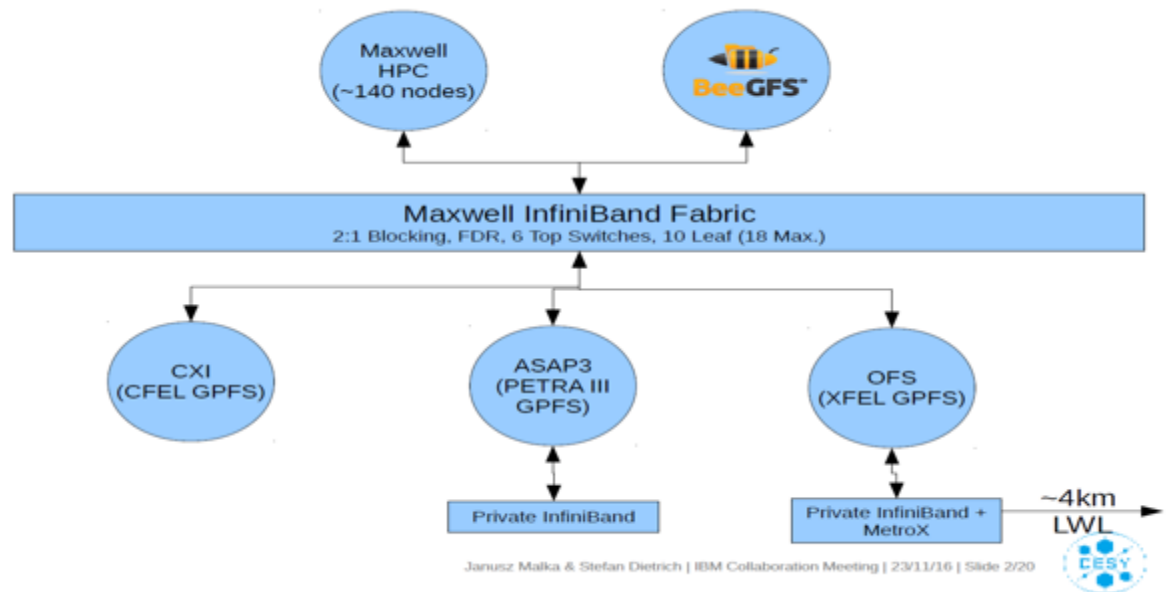 Maxwell
HPC
(~140 nodes)
BeeGFS
Maxwell InfiniBand Fabric
2:1 Blocking, FDR, 6 Top Switches, 10 Leaf (18 Max.)
CXI
(CFEL GPFS)
ASAP3
(PETRA III
GPFS)
OFS
(XFEL GPFS)
Private InfiniBand
Private InfiniBand +
MetroX
~4km
LWL
Janusz Malka & Stefan Dietrich | IBM Collaboration Meeting | 23/11/16 | Slide 2/20